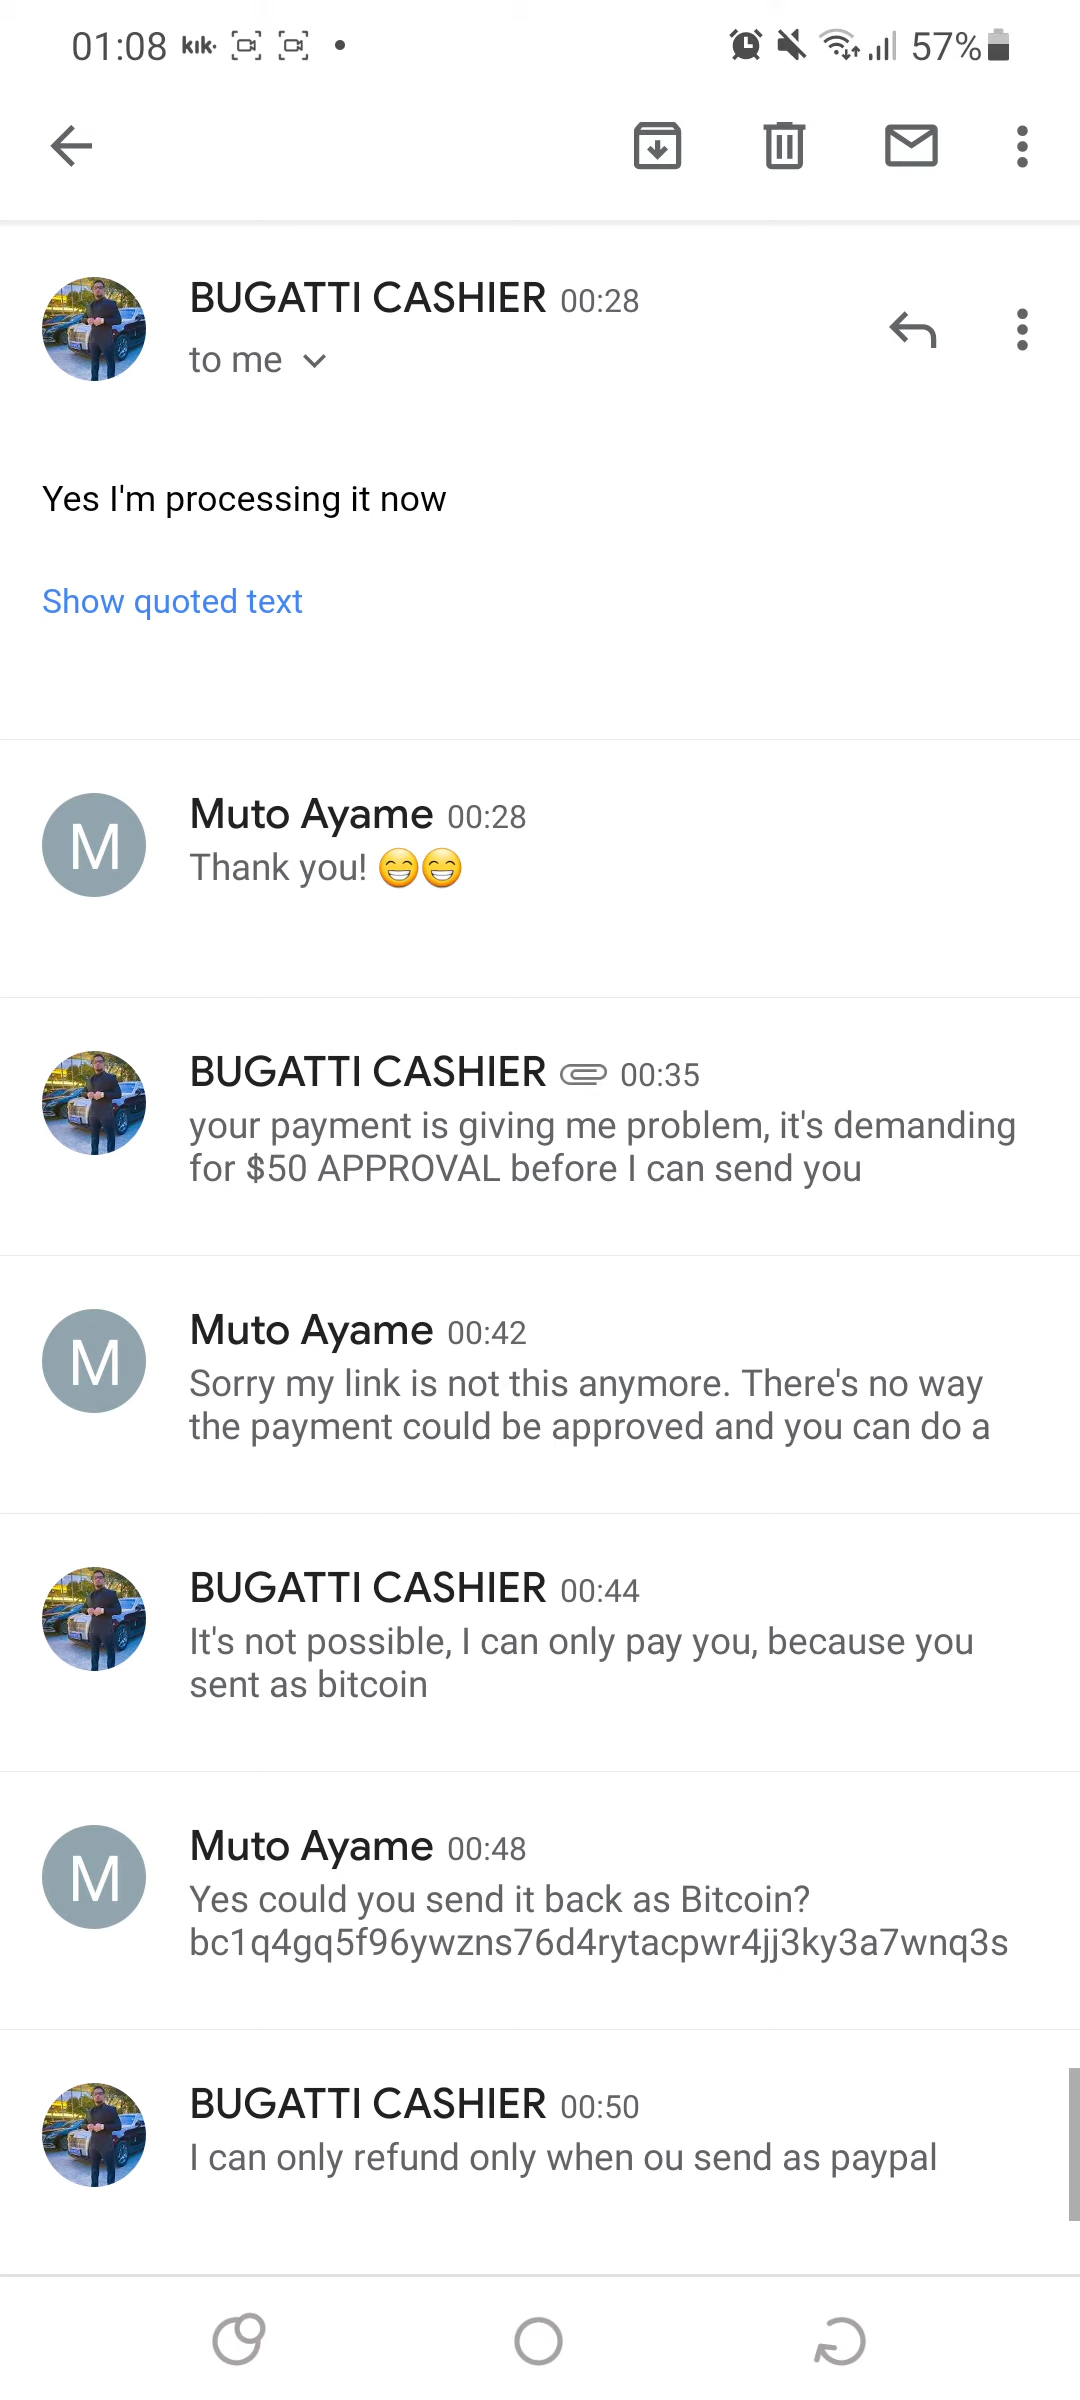 01:08 kik· 57%
BUGATTI CASHIER 00:28
to me
Yes I'm processing it now
Show quoted text
M
Muto Ayame 00:28
Thank you! 😁😁
BUGATTI CASHIER 00:35
your payment is giving me problem, it's demanding
for $50 APPROVAL before I can send you
M
Muto Ayame 00:42
Sorry my link is not this anymore. There's no way
the payment could be approved and you can do a
BUGATTI CASHIER 00:44
It's not possible, I can only pay you, because you
sent as bitcoin
M
Muto Ayame 00:48
Yes could you send it back as Bitcoin?
bc1q4gq5f96ywzns76d4rytacpwr4jj3ky3a7wnq3s
BUGATTI CASHIER 00:50
I can only refund only when ou send as paypal